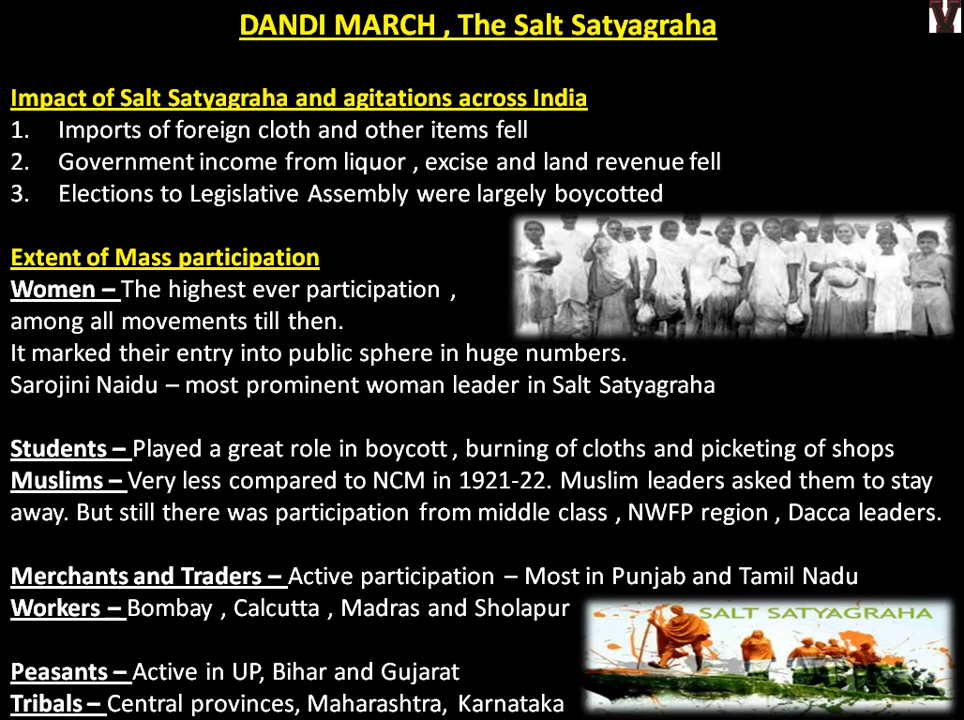 DANDI MARCH , The Salt Satyagraha
Impact of Salt Satyagraha and agitations across India
1. Imports of foreign cloth and other items fell
2. Government income from liquor , excise and land revenue fell
3. Elections to Legislative Assembly were largely boycotted
Extent of Mass participation
Women – The highest ever participation ,
among all movements till then.
It marked their entry into public sphere in huge numbers.
Sarojini Naidu – most prominent woman leader in Salt Satyagraha
Students – Played a great role in boycott , burning of cloths and picketing of shops
Muslims – Very less compared to NCM in 1921-22. Muslim leaders asked them to stay
away. But still there was participation from middle class , NWFP region , Dacca leaders.
Merchants and Traders – Active participation – Most in Punjab and Tamil Nadu
Workers – Bombay , Calcutta , Madras and Sholapur
SALT SATYAGRAHA
Peasants – Active in UP, Bihar and Gujarat
Tribals – Central provinces, Maharashtra, Karnataka